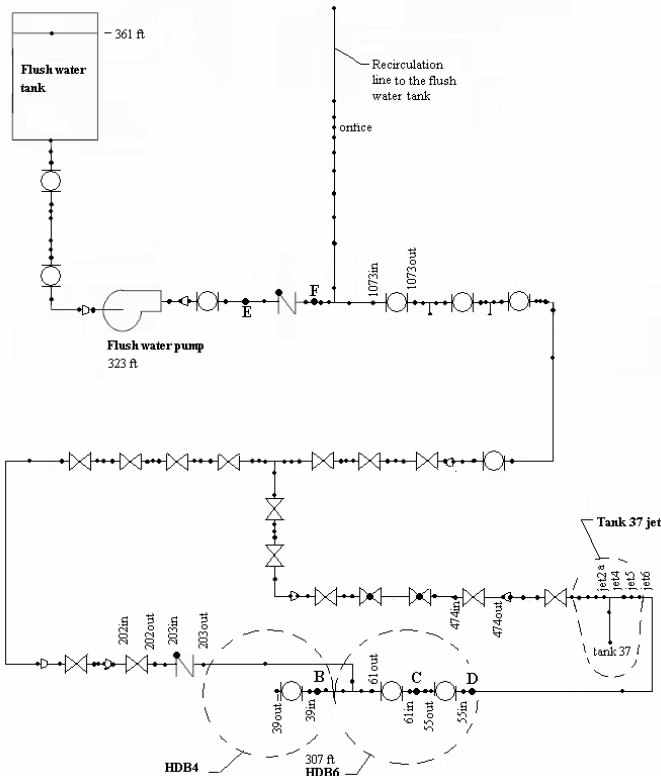 361 ft
Flush water
tank
Recirculation
line to the flush
water tank
orifice
1073in
1073out
E
F
Flush water pump
323 ft
Tank 37 jet
jet2a
jet4
jet5
jet6
474in
474out
tank 37
202in
202out
203in
203out
B
61out
C
D
39out
39in
61in
55out
55in
307 ft
HDB4
HDB6